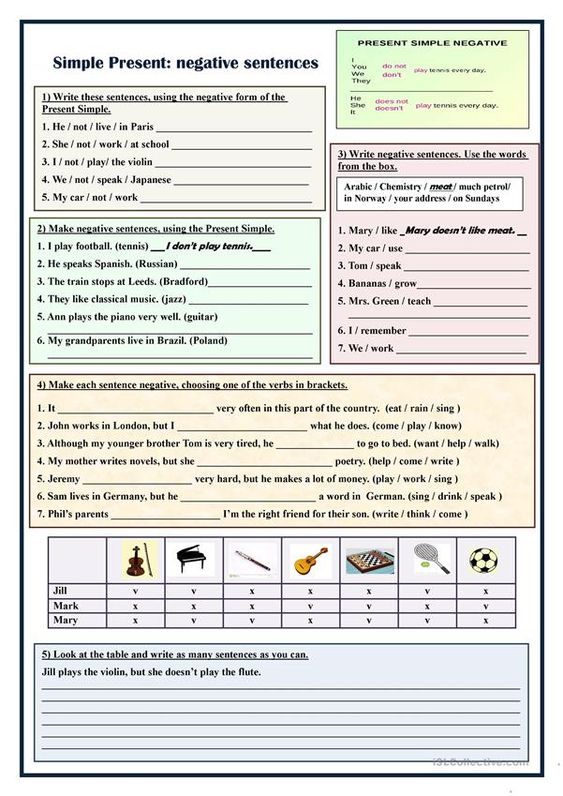 Simple Present: negative sentences
PRESENT SIMPLE NEGATIVE
I
You
We
They
do not
don't
play tennis every day.
He
She
It
does not
doesn't
play tennis every day.
1) Write these sentences, using the negative form of the
Present Simple.
1. He / not / live / in Paris
2. She / not / work / at school
3. I / not / play/ the violin
4. We / not / speak / Japanese
5. My car / not / work
2) Make negative sentences, using the Present Simple.
1. I play football. (tennis) __ I don't play tennis.___
2. He speaks Spanish. (Russian)
3. The train stops at Leeds. (Bradford)
4. They like classical music. (jazz)
5. Ann plays the piano very well. (guitar)
6. My grandparents live in Brazil. (Poland)
3) Write negative sentences. Use the words
from the box.
Arabic / Chemistry / meat / much petrol/
in Norway / your address / on Sundays
1. Mary / like _Mary doesn't like meat. __
2. My car / use
3. Tom / speak
4. Bananas / grow
5. Mrs. Green / teach
6. I / remember
7. We / work
4) Make each sentence negative, choosing one of the verbs in brackets.
1. It ______ very often in this part of the country. (eat / rain / sing )
2. John works in London, but I ______ what he does. (come / play / know)
3. Although my younger brother Tom is very tired, he ______ to go to bed. (want / help / walk)
4. My mother writes novels, but she ______ poetry. (help / come / write )
5. Jeremy ______ very hard, but he makes a lot of money. (play / work / sing )
6. Sam lives in Germany, but he ______ a word in German. (sing / drink / speak )
7. Phil's parents ______ I'm the right friend for their son. (write / think / come )
Jill v v x x x v x
Mark x x x v v x v
Mary v v x v v v x
5) Look at the table and write as many sentences as you can.
Jill plays the violin, but she doesn't play the flute.
iSLCollective.com